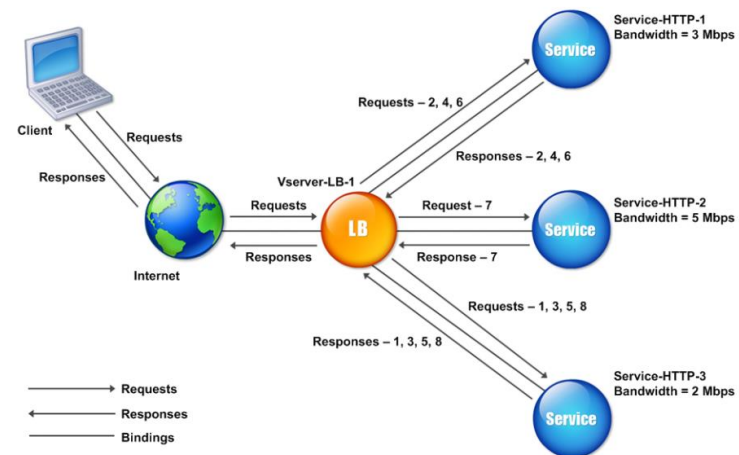 Service-HTTP-1
Bandwidth = 3 Mbps
Service
Requests – 2, 4, 6
Client
Requests
Responses – 2, 4, 6
Responses
Vserver-LB-1
Service-HTTP-2
Bandwidth = 5 Mbps
Requests
Request – 7
LB
Service
Responses
Response – 7
Internet
Requests – 1, 3, 5, 8
Responses – 1, 3, 5, 8
Service-HTTP-3
Bandwidth = 2 Mbps
Service
Requests
Responses
Bindings